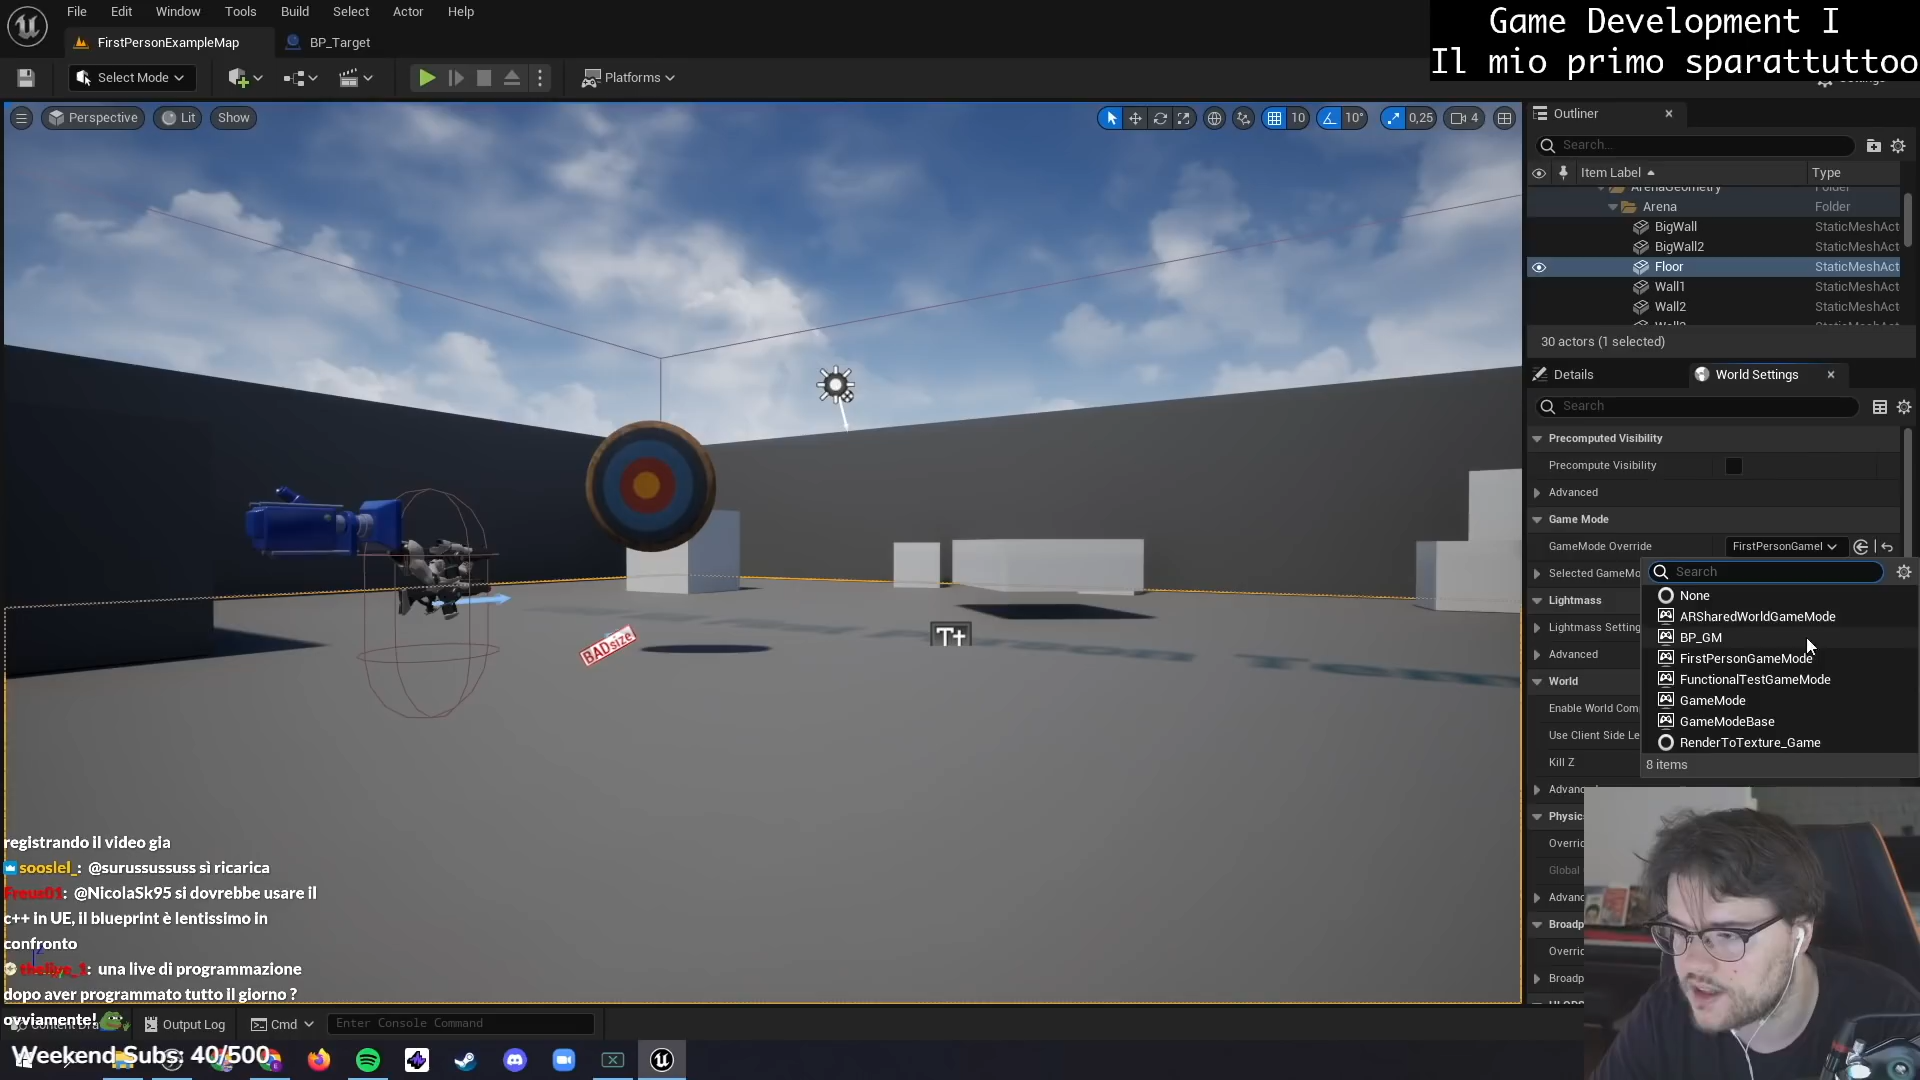 File Edit Window Tools Build Select Actor Help
Game Development I
Il mio primo sparattuttoo
FirstPersonExampleMap BP_Target
Select Mode Platforms
Perspective Lit Show 10 10° 0,25 4
Outliner
Search...
Item Label Type
ArenaGeometry Folder
Arena Folder
BigWall StaticMeshAct
BigWall2 StaticMeshAct
Floor StaticMeshAct
Wall1 StaticMeshAct
Wall2 StaticMeshAct
30 actors (1 selected)
Details World Settings
Search
Precomputed Visibility
Precompute Visibility
Advanced
Game Mode
GameMode Override FirstPersonGameI
Selected GameMo
Search
None
Lightmass
ARSharedWorldGameMode
Lightmass Setting
BP_GM
Advanced
FirstPersonGameMode
World
FunctionalTestGameMode
Enable World Com
GameMode
Use Client Side Le
GameModeBase
RenderToTexture_Game
Kill Z
8 items
Advanc
Physic
Overric
Global
Advanc
Broadp
Overri
Broadp
BADsize
Tt
registrando il video gia
sooslel_: @surussussuss sì ricarica
Freus01: @NicolaSk95 si dovrebbe usare il
c++ in UE, il blueprint è lentissimo in
confronto
una live di programmazione
dopo aver programmato tutto il giorno ?
ovviamente!
Output Log Cmd Enter Console Command
Weekend Subs: 40/500